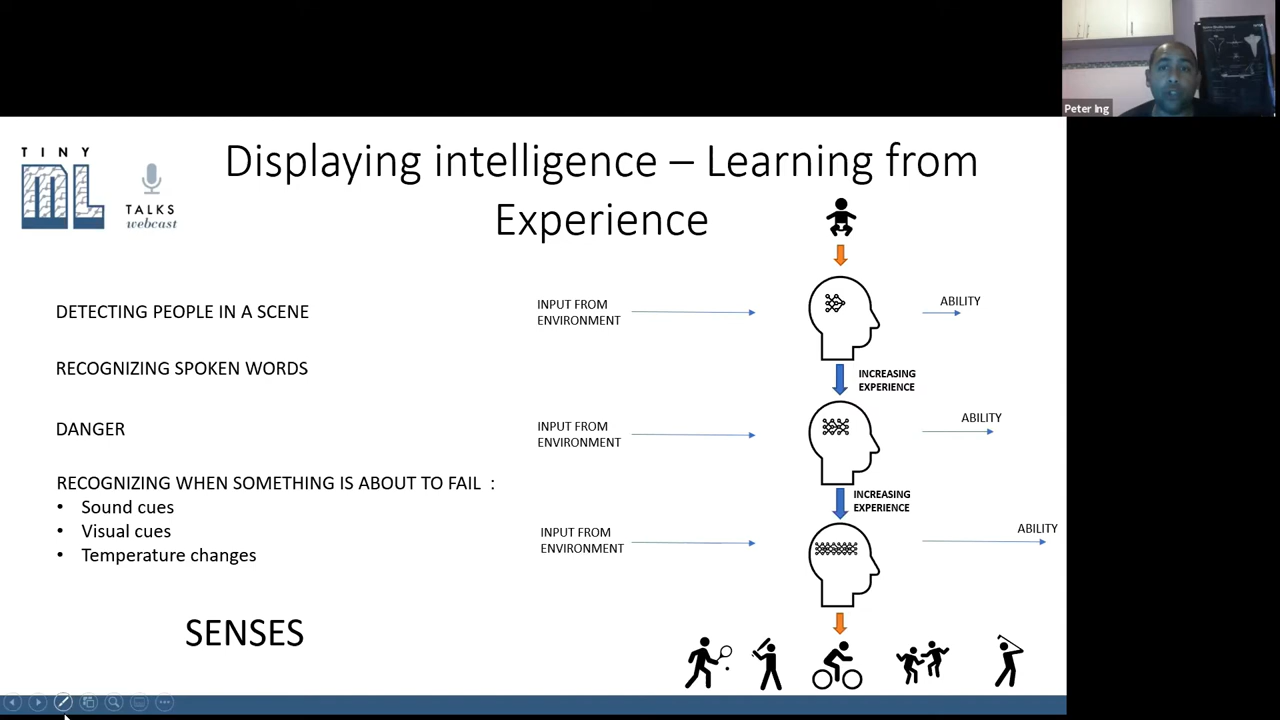 Peter Ing
TINY
ML
TALKS
webcast
Displaying intelligence – Learning from
Experience
DETECTING PEOPLE IN A SCENE
RECOGNIZING SPOKEN WORDS
DANGER
RECOGNIZING WHEN SOMETHING IS ABOUT TO FAIL :
• Sound cues
• Visual cues
• Temperature changes
SENSES
INPUT FROM
ENVIRONMENT
ABILITY
INCREASING
EXPERIENCE
INPUT FROM
ENVIRONMENT
ABILITY
INCREASING
EXPERIENCE
INPUT FROM
ENVIRONMENT
ABILITY